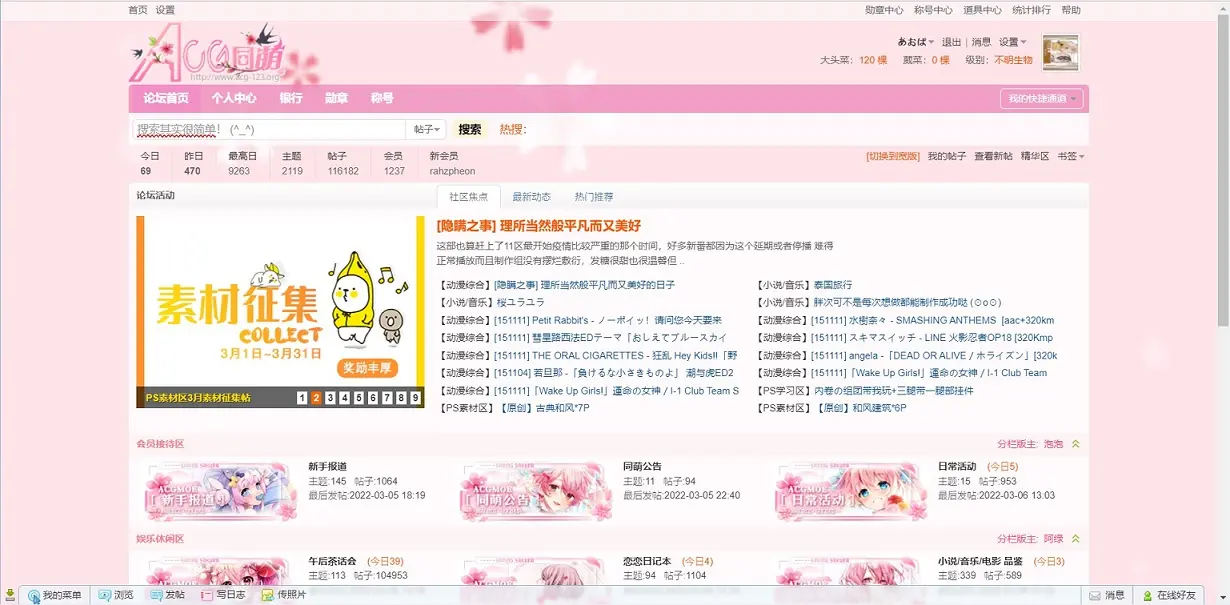 首页 设置
勋章中心 称号中心 道具中心 统计排行 帮助
ACG同萌
http://www.acg-123.org
あおば 退出 | 消息 设置
大头菜: 120 棵 蔬菜: 0 棵 级别: 不明生物
论坛首页 个人中心 银行 勋章 称号
我的快捷通道
搜索其实很简单! (^_^) 帖子 搜索 热搜:
今日 昨日 最高日 主题 帖子 会员 新会员
69 470 9263 2119 116182 1237 rahzpheon
[切换到宽版] 我的帖子 查看新帖 精华区 书签
论坛活动
素材征集
COLLECT
3月1日~3月31日
奖励丰厚
PS素材区3月素材征集帖 1 2 3 4 5 6 7 8 9
社区焦点 最新动态 热门推荐
[隐瞒之事] 理所当然般平凡而又美好
这部也算赶上了11区最开始疫情比较严重的那个时间，好多新番都因为这个延期或者停播 难得
正常播放而且制作组没有摆烂敷衍，发糖很甜也很温馨但 ..
【动漫综合】[隐瞒之事] 理所当然般平凡而又美好的日子
【小说/音乐】桜ユラユラ
【动漫综合】[151111] Petit Rabbit's - ノーポイッ！请问您今天要来
【动漫综合】[151111] 彗星路西法EDテーマ「おしえてブルースカイ
【动漫综合】[151111] THE ORAL CIGARETTES - 狂乱 Hey Kids!!「野
【动漫综合】[151104] 若旦那 -「負けるな小さきものよ」 潮与虎ED2
【动漫综合】[151111]「Wake Up Girls!」運命の女神 / I-1 Club Team S
【PS素材区】【原创】古典和风*7P
【小说/音乐】泰国旅行
【小说/音乐】胖次可不是每次想做都能制作成功哒 (⊙o⊙)
【动漫综合】[151111] 水樹奈々 - SMASHING ANTHEMS [aac+320km
【动漫综合】[151111] スキマスイッチ - LINE 火影忍者OP18 [320Kmp
【动漫综合】[151111] angela -「DEAD OR ALIVE / ホライズン」[320k
【动漫综合】[151111]「Wake Up Girls!」運命の女神 / I-1 Club Team
【PS学习区】内卷の组团带我玩+三腿带一腿部挂件
【PS素材区】【原创】和风建筑*6P
会员接待区 分栏版主: 泡泡
ACGMOE
[新手报道]
新手报道
主题:145 帖子:1064
最后发帖:2022-03-05 18:19
ACGMOE
[同萌公告]
同萌公告
主题:11 帖子:94
最后发帖:2022-03-05 22:40
ACGMOE
[日常活动]
日常活动 (今日5)
主题:15 帖子:953
最后发帖:2022-03-06 13:03
娱乐休闲区 分栏版主: 阿绿
午后茶话会 (今日39)
主题:113 帖子:104953
恋恋日记本 (今日4)
主题:94 帖子:1104
小说/音乐/电影 品鉴 (今日3)
主题:339 帖子:589
我的菜单 浏览 发帖 写日志 传照片
消息 在线好友